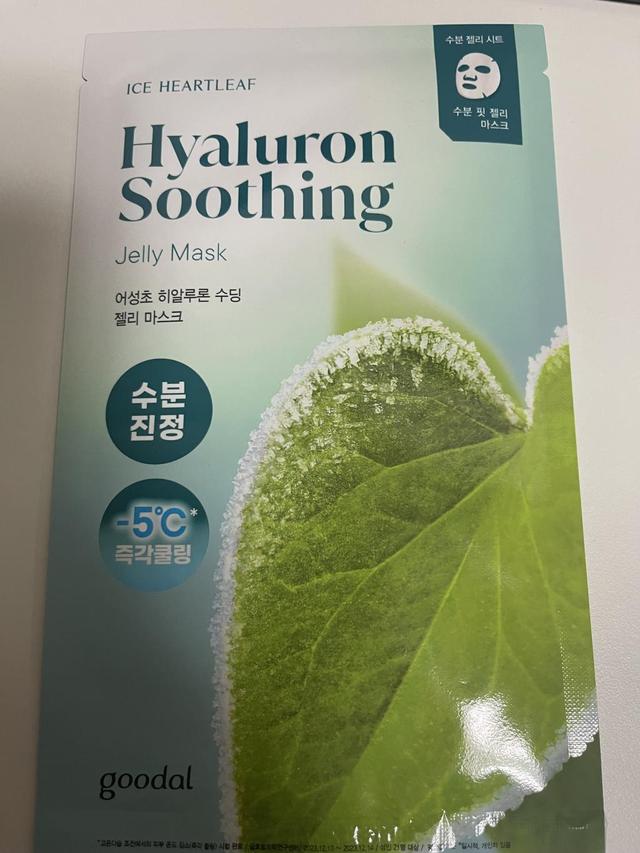 ICE HEARTLEAF
수분 젤리 시트
수분 핏 젤리
마스크
Hyaluron
Soothing
Jelly Mask
어성초 히알루론 수딩
젤리 마스크
수분
진정
-5℃*
즉각쿨링
goodal